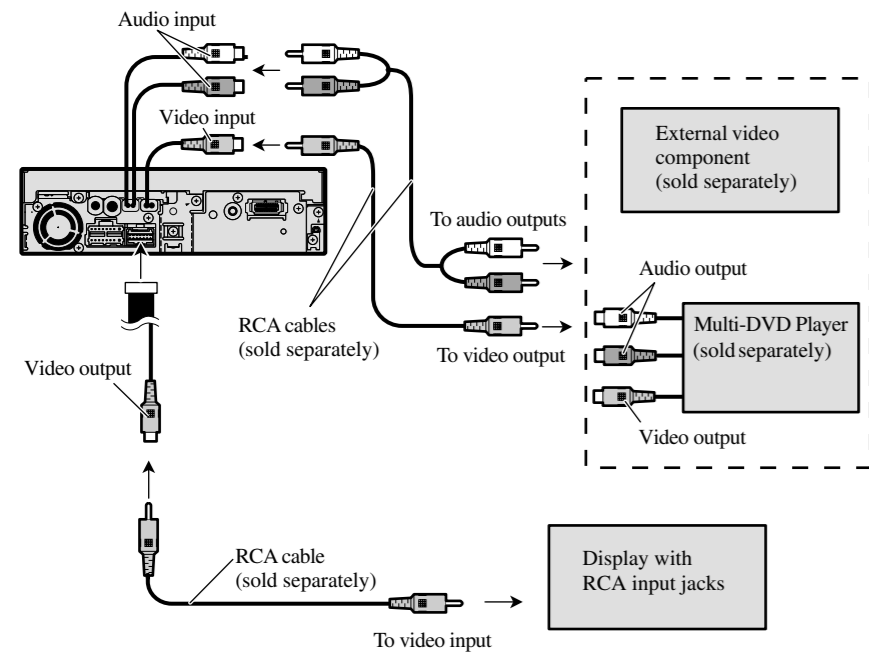 Audio input
Video input
External video
component
(sold separately)
To audio outputs
Audio output
RCA cables
(sold separately)
Multi-DVD Player
(sold separately)
To video output
Video output
Video output
RCA cable
(sold separately)
Display with
RCA input jacks
To video input